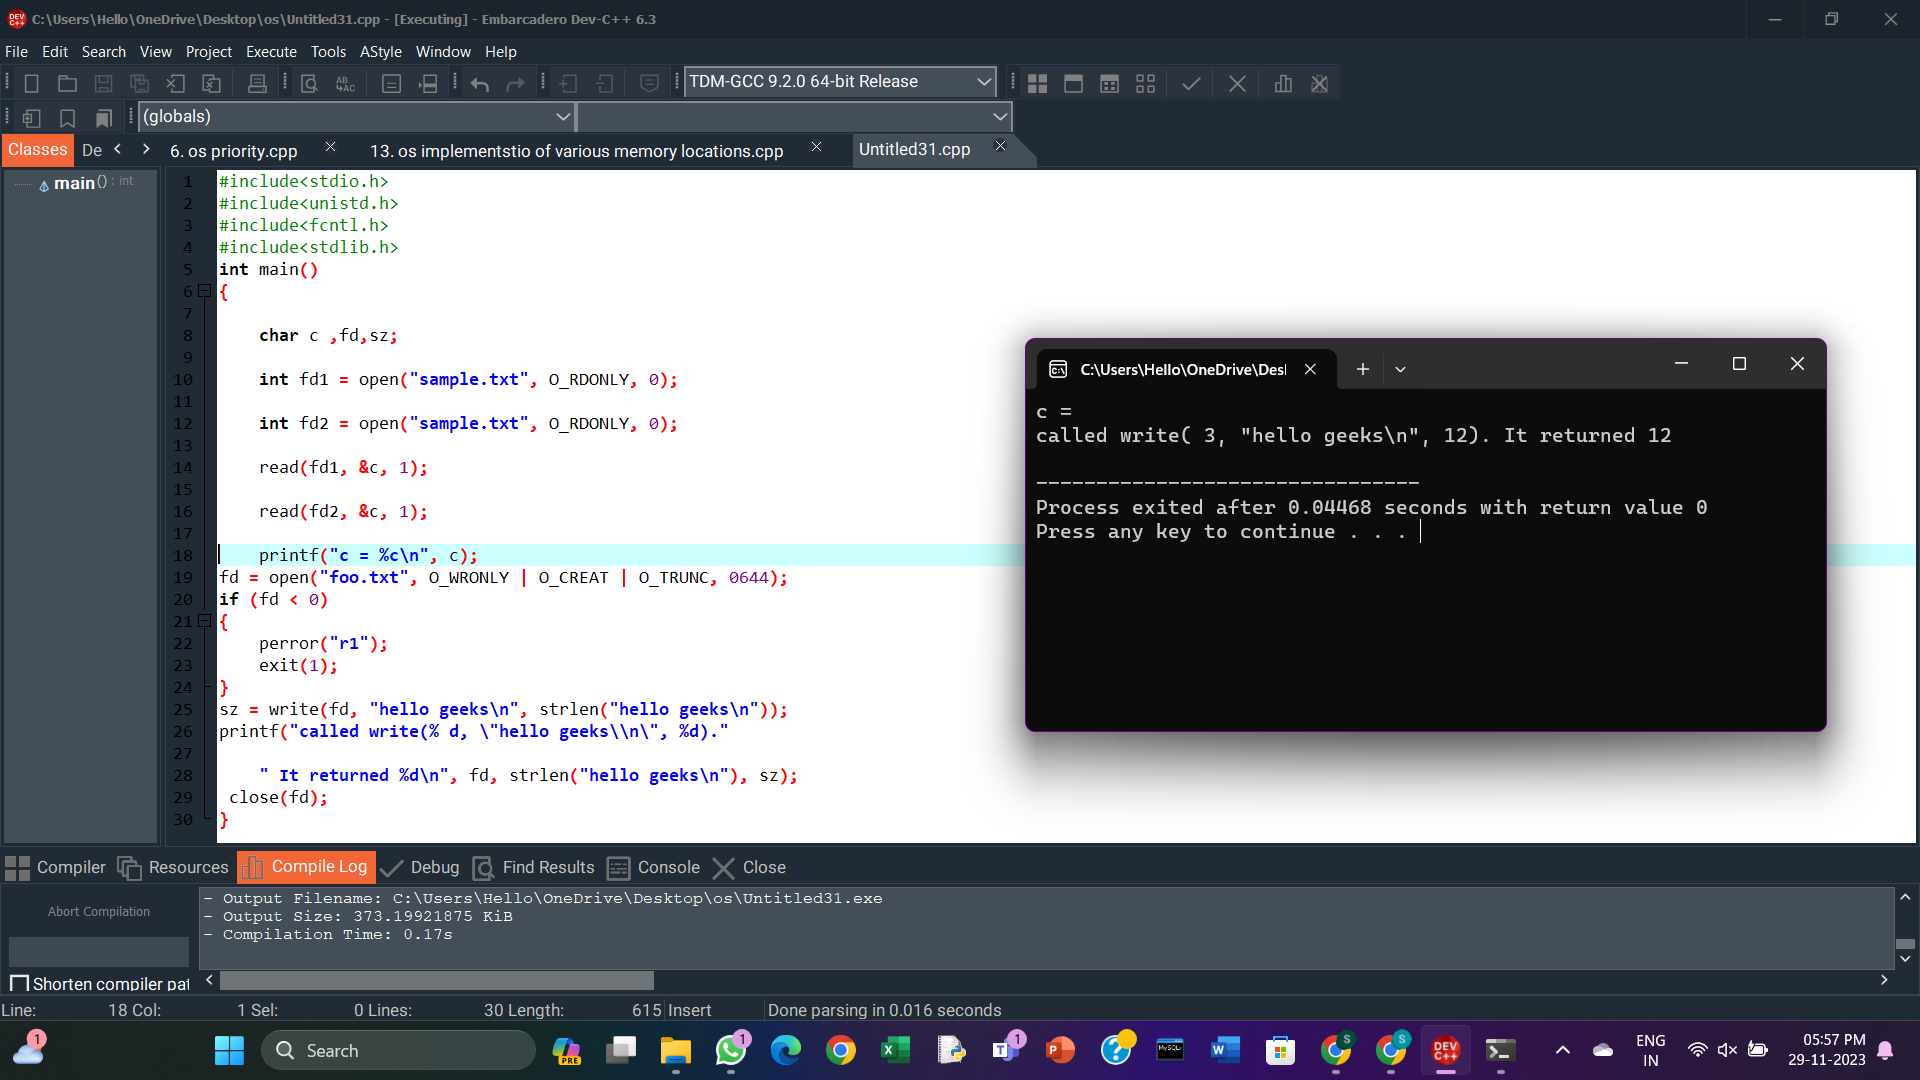 C:\Users\Hello\OneDrive\Desktop\os\Untitled31.cpp - [Executing] - Embarcadero Dev-C++ 6.3
File Edit Search View Project Execute Tools AStyle Window Help
TDM-GCC 9.2.0 64-bit Release
(globals)
Classes De 6. os priority.cpp 13. os implementstio of various memory locations.cpp Untitled31.cpp
main() : int
1 #include<stdio.h>
2 #include<unistd.h>
3 #include<fcntl.h>
4 #include<stdlib.h>
5 int main()
6 {
7
8 char c ,fd,sz;
9
10 int fd1 = open("sample.txt", O_RDONLY, 0);
11
12 int fd2 = open("sample.txt", O_RDONLY, 0);
13
14 read(fd1, &c, 1);
15
16 read(fd2, &c, 1);
17
18 printf("c = %c\n", c);
19 fd = open("foo.txt", O_WRONLY | O_CREAT | O_TRUNC, 0644);
20 if (fd < 0)
21 {
22 perror("r1");
23 exit(1);
24 }
25 sz = write(fd, "hello geeks\n", strlen("hello geeks\n"));
26 printf("called write(% d, \"hello geeks\\n\", %d)."
27
28 " It returned %d\n", fd, strlen("hello geeks\n"), sz);
29 close(fd);
30 }
C:\Users\Hello\OneDrive\Desl
c =
called write( 3, "hello geeks\n", 12). It returned 12
--------------------------------
Process exited after 0.04468 seconds with return value 0
Press any key to continue . . .
Compiler Resources Compile Log Debug Find Results Console Close
Abort Compilation
- Output Filename: C:\Users\Hello\OneDrive\Desktop\os\Untitled31.exe
- Output Size: 373.19921875 KiB
- Compilation Time: 0.17s
Shorten compiler pat
Line: 18 Col: 1 Sel: 0 Lines: 30 Length: 615 Insert Done parsing in 0.016 seconds
1
Search
PRE
1
1
MySQL
S
S
DEV C++
ENG
IN
05:57 PM
29-11-2023